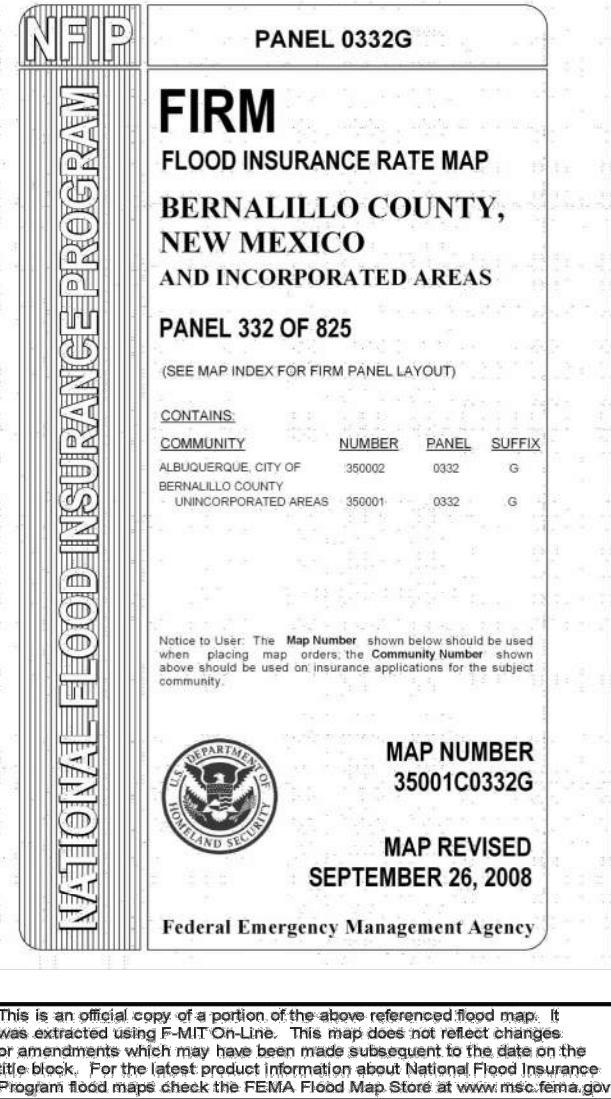 NFIP
PANEL 0332G
NATIONAL FLOOD INSURANCE PROGRAM
FIRM
FLOOD INSURANCE RATE MAP
BERNALILLO COUNTY,
NEW MEXICO
AND INCORPORATED AREAS
PANEL 332 OF 825
(SEE MAP INDEX FOR FIRM PANEL LAYOUT)
CONTAINS:
COMMUNITY NUMBER PANEL SUFFIX
ALBUQUERQUE, CITY OF 350002 0332 G
BERNALILLO COUNTY
UNINCORPORATED AREAS 350001 0332 G
Notice to User: The Map Number shown below should be used
when placing map orders; the Community Number shown
above should be used on insurance applications for the subject
community.
U.S. DEPARTMENT OF
HOMELAND SECURITY
MAP NUMBER
35001C0332G
MAP REVISED
SEPTEMBER 26, 2008
Federal Emergency Management Agency
This is an official copy of a portion of the above referenced flood map. It
was extracted using F-MIT On-Line. This map does not reflect changes
or amendments which may have been made subsequent to the date on the
title block. For the latest product information about National Flood Insurance
Program flood maps check the FEMA Flood Map Store at www.msc.fema.gov